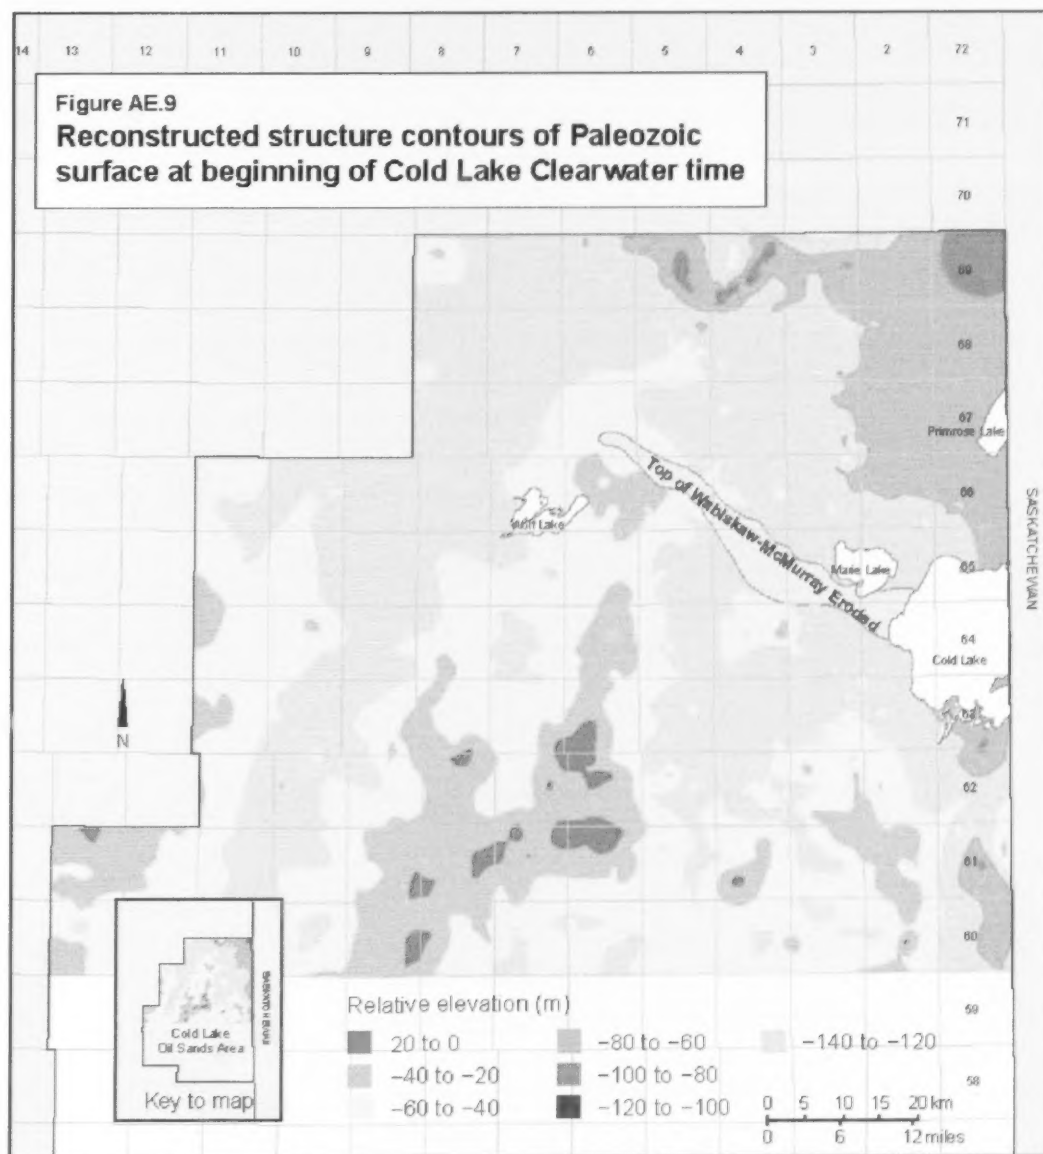 14 13 12 11 10 9 8 7 6 5 4 3 2 72
Figure AE.9
Reconstructed structure contours of Paleozoic
surface at beginning of Cold Lake Clearwater time
71
70
69
68
67
Primrose Lake
66
Top of Wabiskaw-McMurray Eroded
Wolf Lake
SASKATCHEWAN
65
Marie Lake
64
Cold Lake
63
N
62
61
60
59
58
Relative elevation (m)
20 to 0
−40 to −20
−60 to −40
−80 to −60
−100 to −80
−120 to −100
−140 to −120
0 5 10 15 20 km
0 6 12 miles
Cold Lake
Oil Sands Area
Key to map